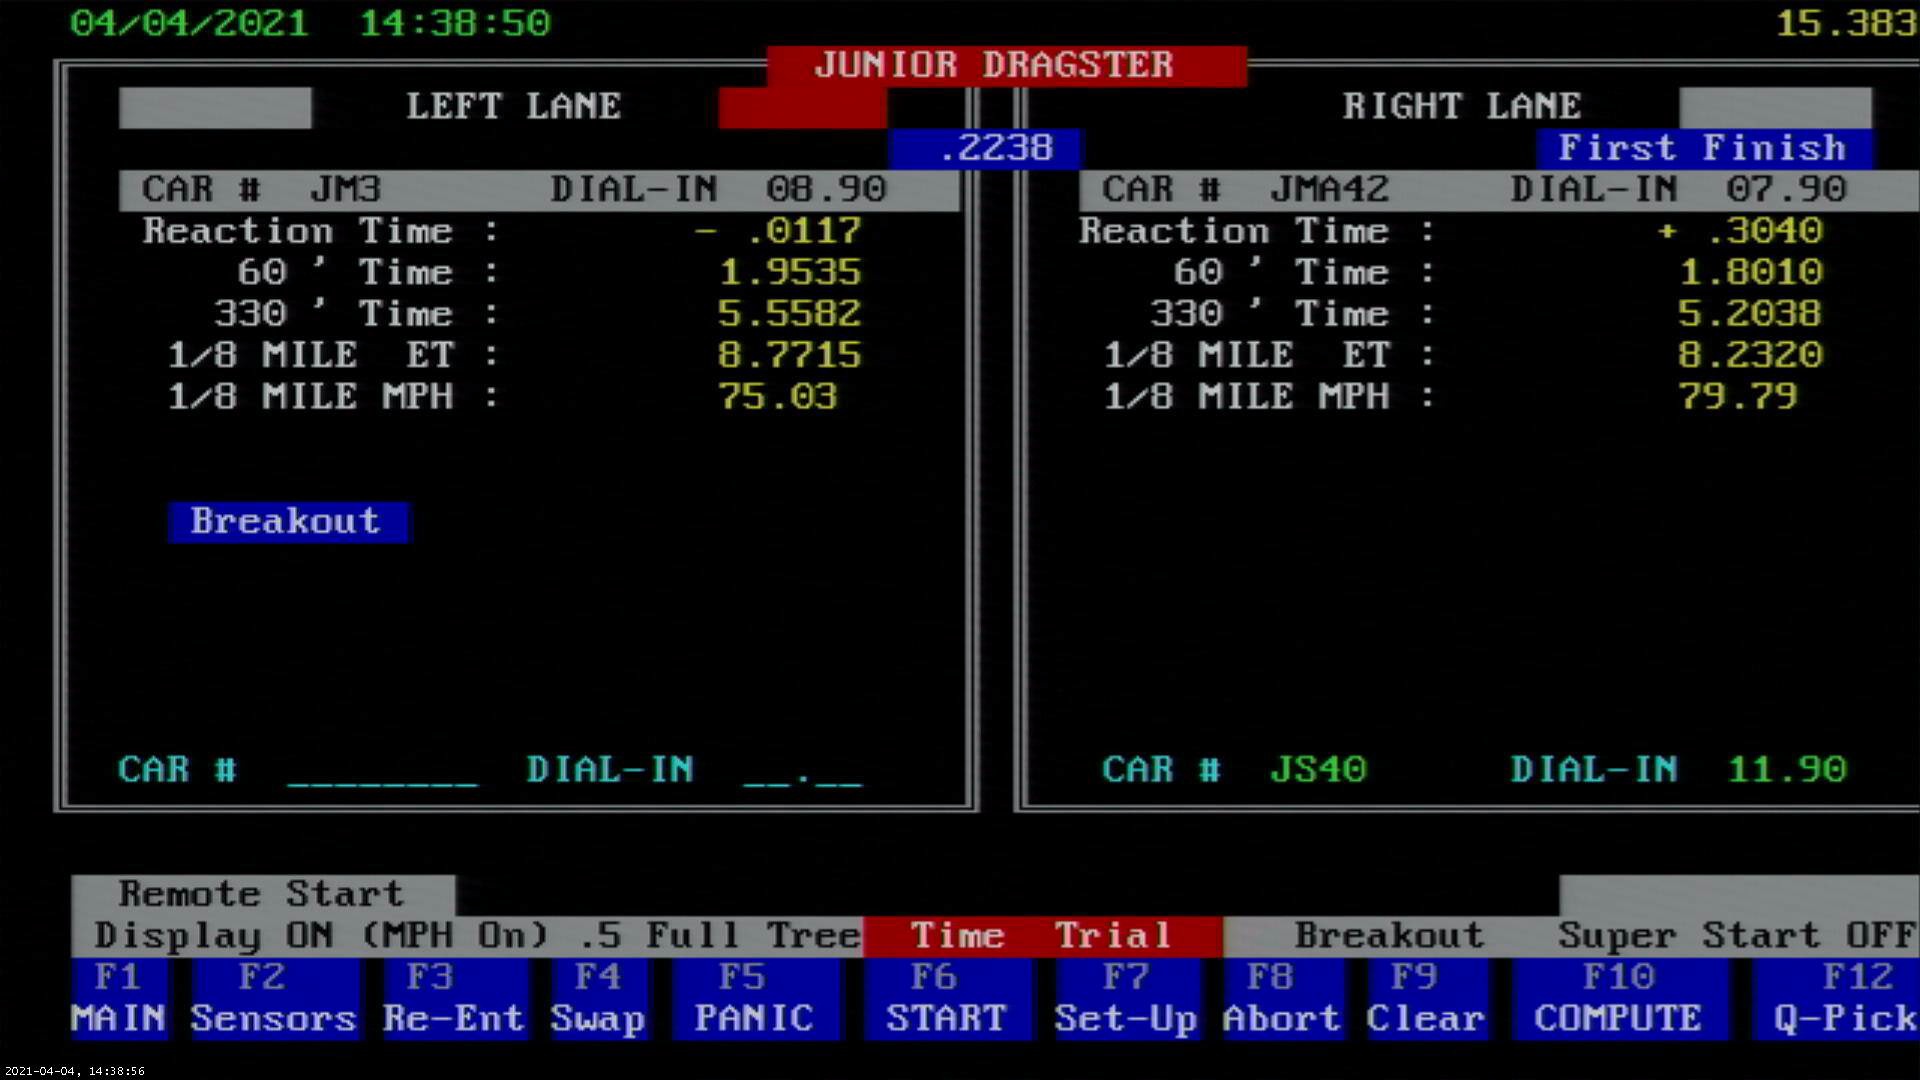 04/04/2021 14:38:50 15.383
JUNIOR DRAGSTER
LEFT LANE RIGHT LANE
.2238 First Finish
CAR # JM3 DIAL-IN 08.90 CAR # JMA42 DIAL-IN 07.90
Reaction Time : - .0117 Reaction Time : + .3040
60 ' Time : 1.9535 60 ' Time : 1.8010
330 ' Time : 5.5582 330 ' Time : 5.2038
1/8 MILE ET : 8.7715 1/8 MILE ET : 8.2320
1/8 MILE MPH : 75.03 1/8 MILE MPH : 79.79
Breakout
CAR # ________ DIAL-IN __.__ CAR # JS40 DIAL-IN 11.90
Remote Start
Display ON (MPH On) .5 Full Tree Time Trial Breakout Super Start OFF
F1 F2 F3 F4 F5 F6 F7 F8 F9 F10 F12
MAIN Sensors Re-Ent Swap PANIC START Set-Up Abort Clear COMPUTE Q-Pick
2021-04-04, 14:38:56